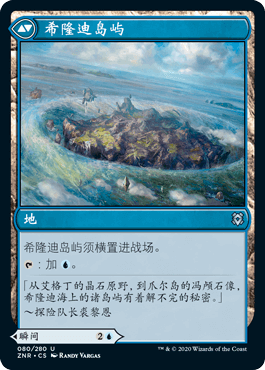 希隆迪岛屿
地
希隆迪岛屿须横置进战场。
：加。
「从艾格丁的晶石原野，到爪尔岛的冯颅石像，
希隆迪海上的诸岛屿有着解不完的秘密。」
～探险队长裘黎恩
瞬间 2
080/280 U
ZNR • CS RANDY VARGAS
™ & © 2020 Wizards of the Coast